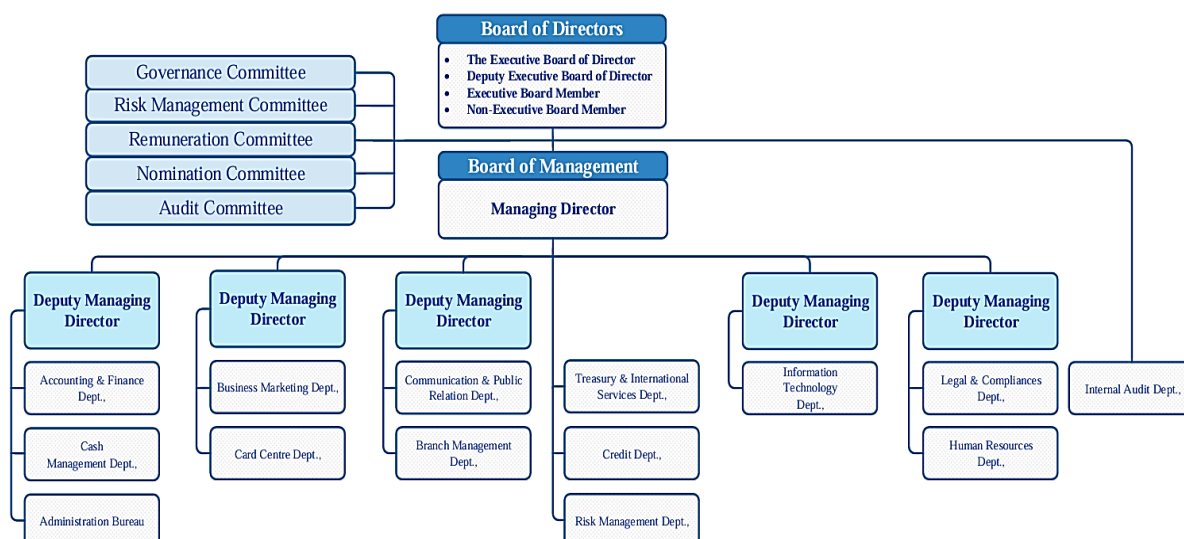 Board of Directors
• The Executive Board of Director
• Deputy Executive Board of Director
• Executive Board Member
• Non-Executive Board Member
Governance Committee
Risk Management Committee
Remuneration Committee
Nomination Committee
Audit Committee
Board of Management
Managing Director
Deputy Managing
Director
Accounting & Finance
Dept.,
Cash
Management Dept.,
Administration Bureau
Deputy Managing
Director
Business Marketing Dept.,
Card Centre Dept.,
Deputy Managing
Director
Communication & Public
Relation Dept.,
Branch Management
Dept.,
Treasury & International
Services Dept.,
Credit Dept.,
Risk Management Dept.,
Deputy Managing
Director
Information
Technology
Dept.,
Deputy Managing
Director
Legal & Compliances
Dept.,
Human Resources
Dept.,
Internal Audit Dept.,